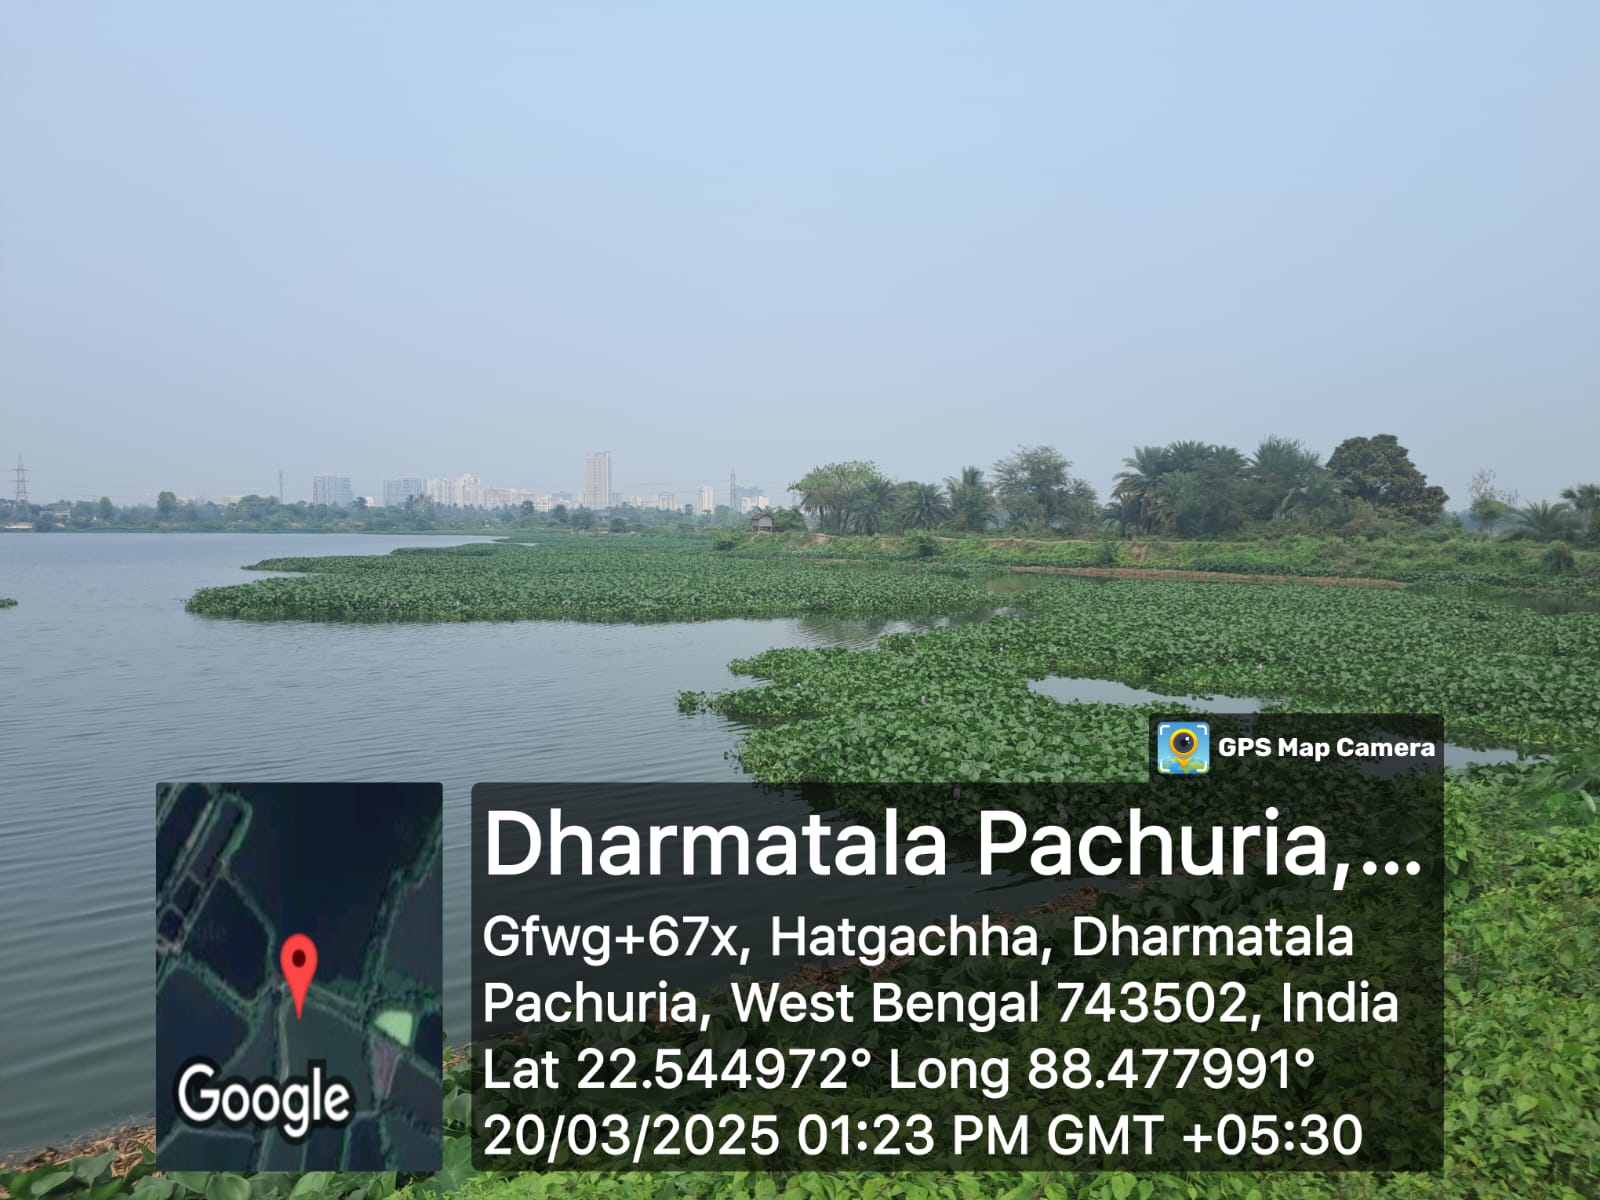 GPS Map Camera
Dharmatala Pachuria,...
Gfwg+67x, Hatgachha, Dharmatala
Pachuria, West Bengal 743502, India
Lat 22.544972° Long 88.477991°
20/03/2025 01:23 PM GMT +05:30
Google